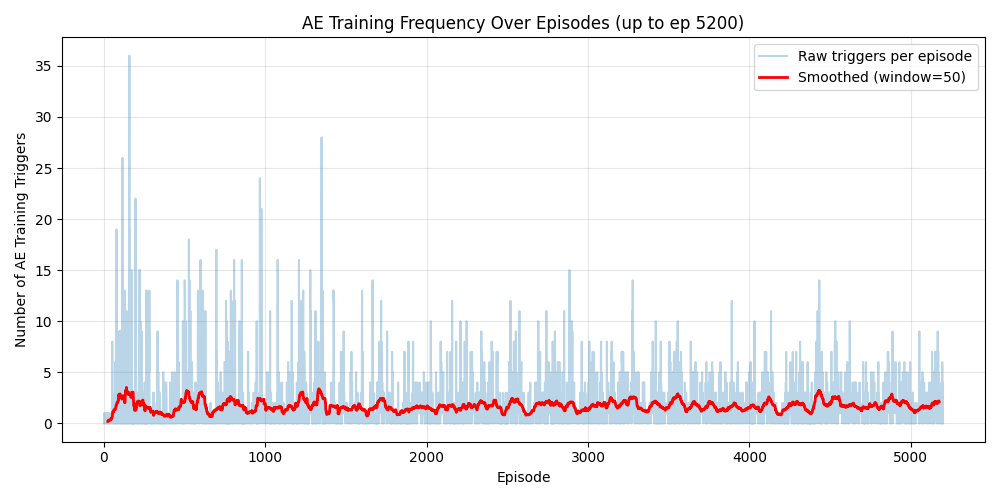 AE Training Frequency Over Episodes (up to ep 5200)
Raw triggers per episode
Smoothed (window=50)
Number of AE Training Triggers
35
30
25
20
15
10
5
0
0 1000 2000 3000 4000 5000
Episode